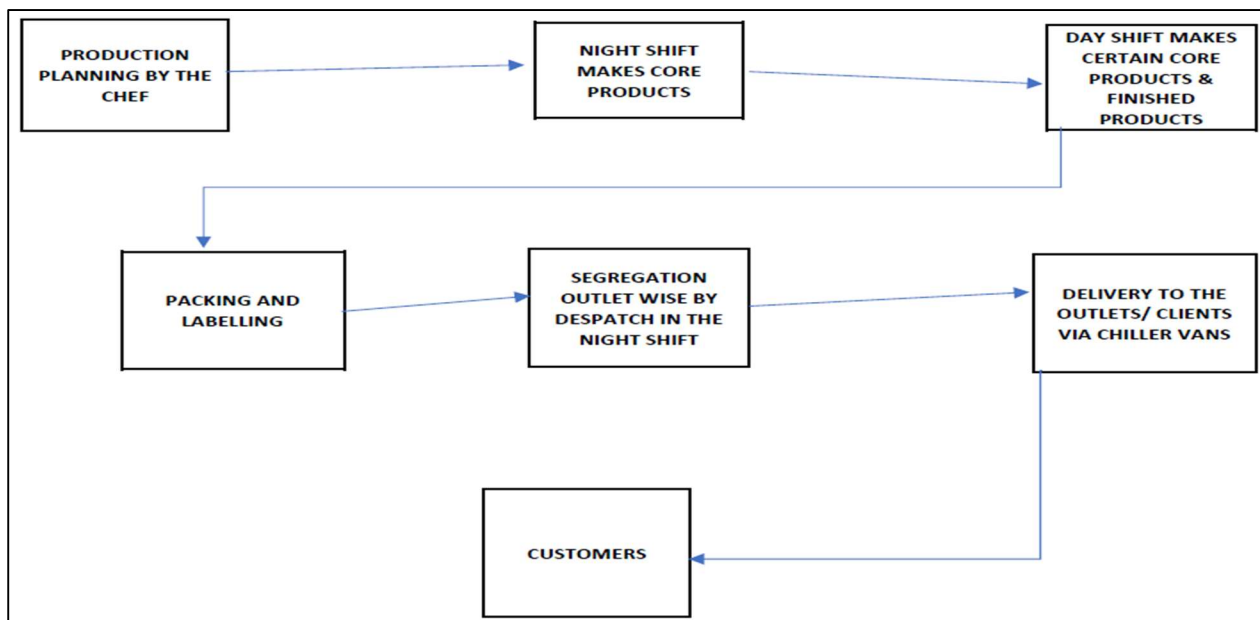 PRODUCTION
PLANNING BY THE
CHEF
NIGHT SHIFT
MAKES CORE
PRODUCTS
DAY SHIFT MAKES
CERTAIN CORE
PRODUCTS &
FINISHED
PRODUCTS
PACKING AND
LABELLING
SEGREGATION
OUTLET WISE BY
DESPATCH IN THE
NIGHT SHIFT
DELIVERY TO THE
OUTLETS/ CLIENTS
VIA CHILLER VANS
CUSTOMERS